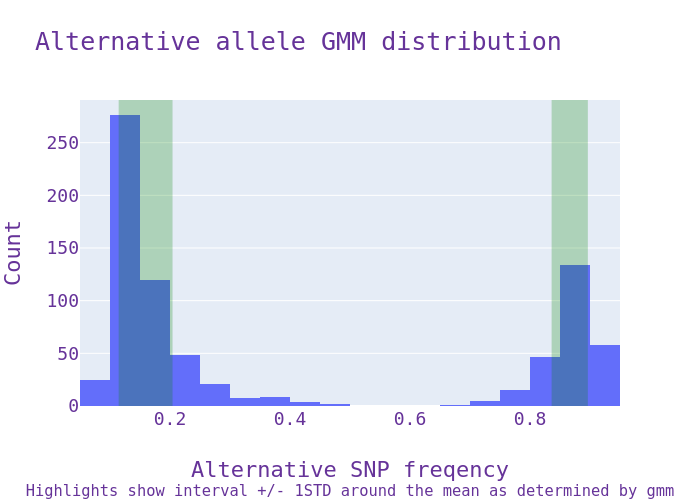 Alternative allele GMM distribution
Count
250
200
150
100
50
0
0.2 0.4 0.6 0.8
Alternative SNP freqency
Highlights show interval +/- 1STD around the mean as determined by gmm